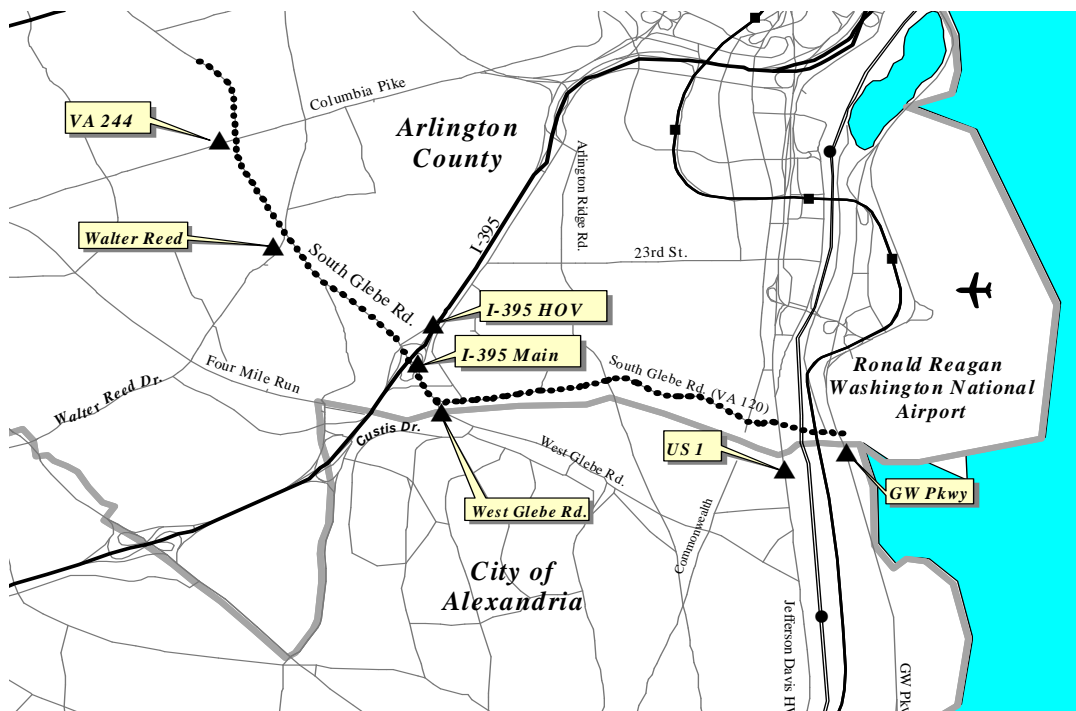 Columbia Pike
VA 244
Arlington
County
Arlington Ridge Rd.
Walter Reed
I-395
23rd St.
South Glebe Rd.
I-395 HOV
I-395 Main
Four Mile Run
South Glebe Rd. (VA 120)
Ronald Reagan
Washington National
Airport
Walter Reed Dr.
Custis Dr.
West Glebe Rd.
US 1
GW Pkwy
West Glebe Rd.
Commonwealth
City of
Alexandria
Jefferson Davis H
GW Pk